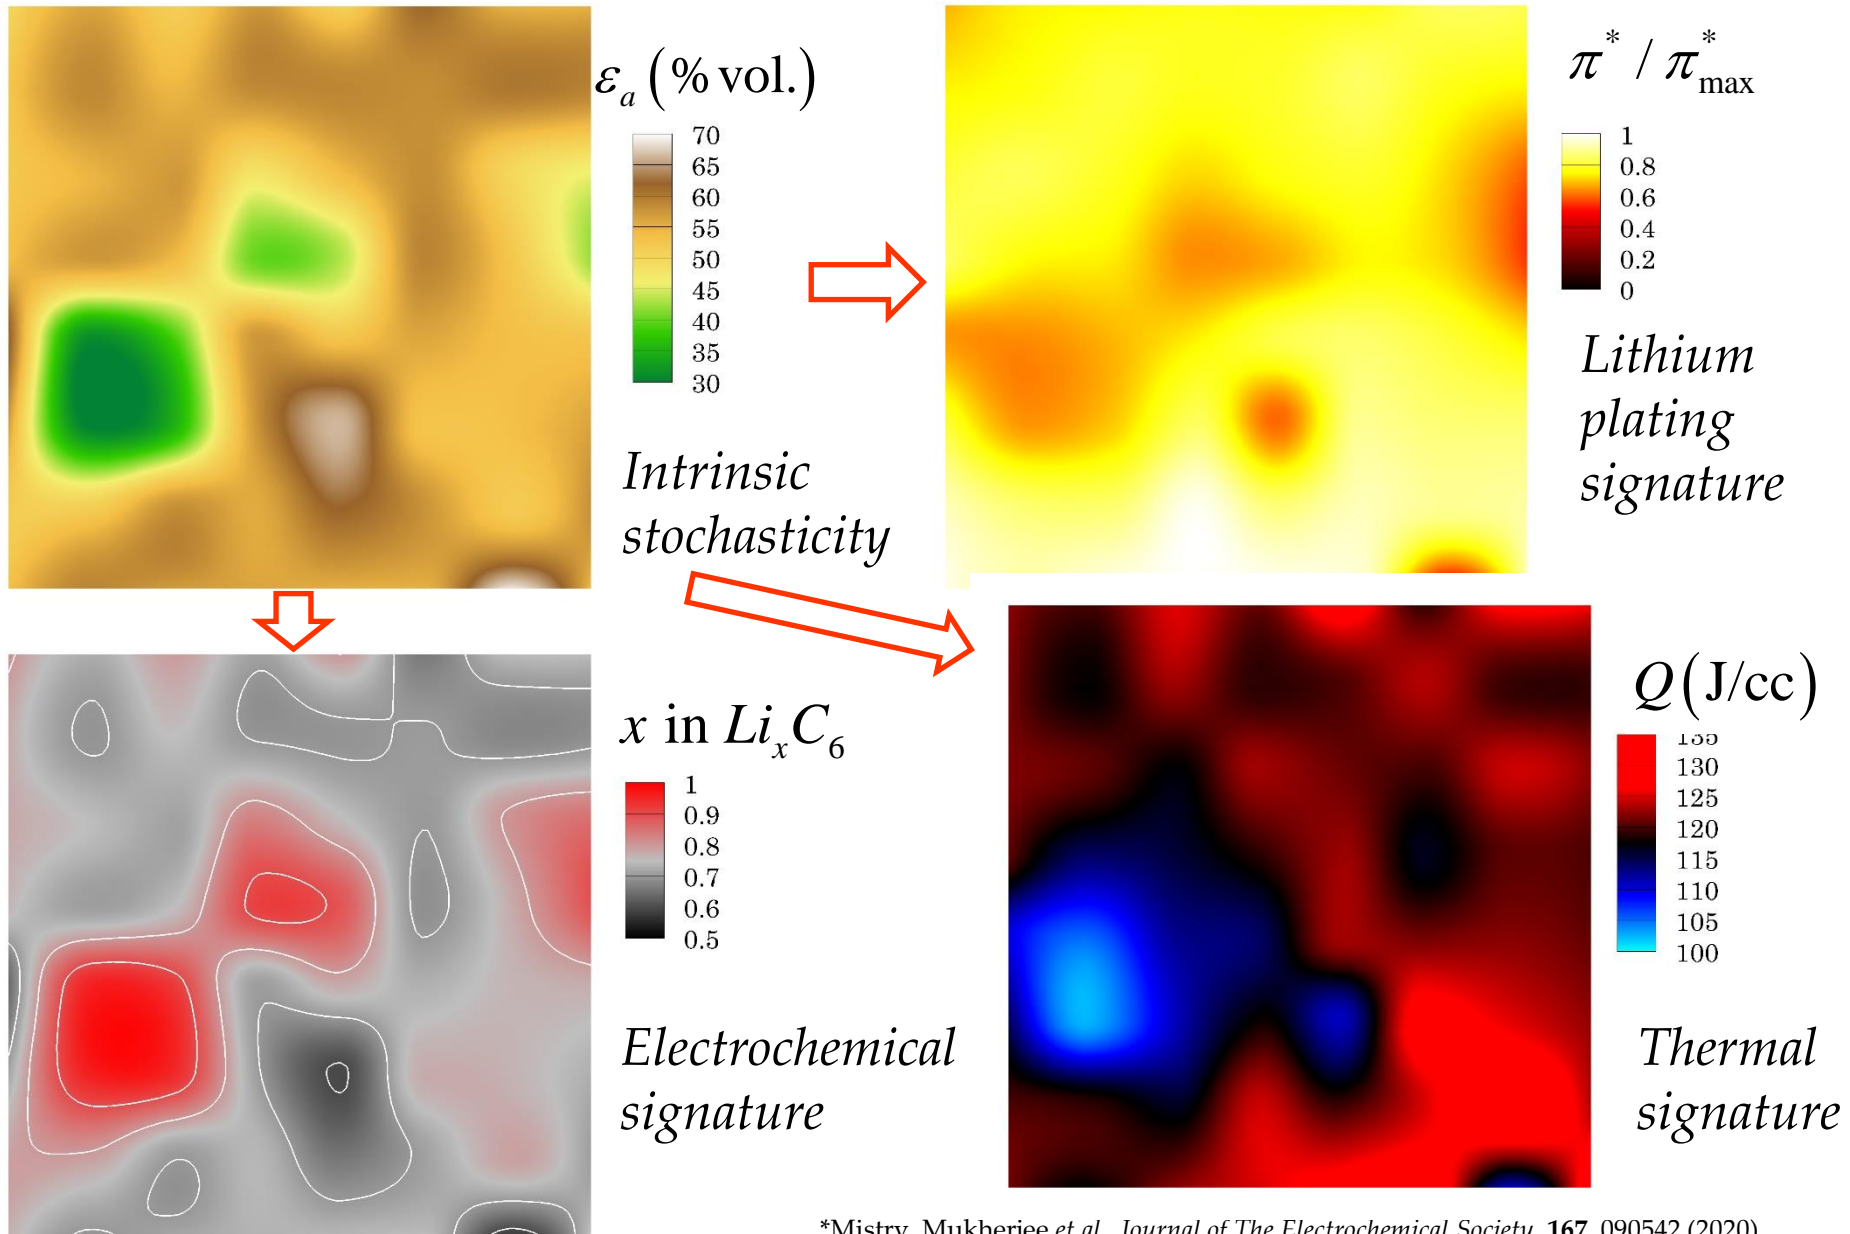 εₐ (% vol.)
70
65
60
55
50
45
40
35
30
Intrinsic
stochasticity
π* / π*max
1
0.8
0.6
0.4
0.2
0
Lithium
plating
signature
x in LiₓC₆
1
0.9
0.8
0.7
0.6
0.5
Electrochemical
signature
Q (J/cc)
135
130
125
120
115
110
105
100
Thermal
signature
*Mistry, Mukherjee et al., Journal of The Electrochemical Society, 167, 090542 (2020)